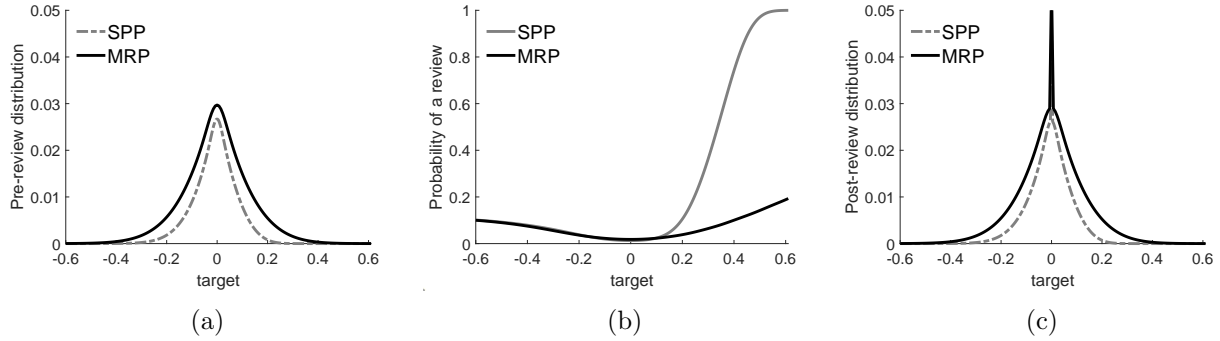 0.05
0.04
0.03
0.02
0.01
0
-0.6 -0.4 -0.2 0 0.2 0.4 0.6
Pre-review distribution
target
SPP
MRP
(a)
1
0.8
0.6
0.4
0.2
0
-0.6 -0.4 -0.2 0 0.2 0.4 0.6
Probability of a review
target
SPP
MRP
(b)
0.05
0.04
0.03
0.02
0.01
0
-0.6 -0.4 -0.2 0 0.2 0.4 0.6
Post-review distribution
target
SPP
MRP
(c)